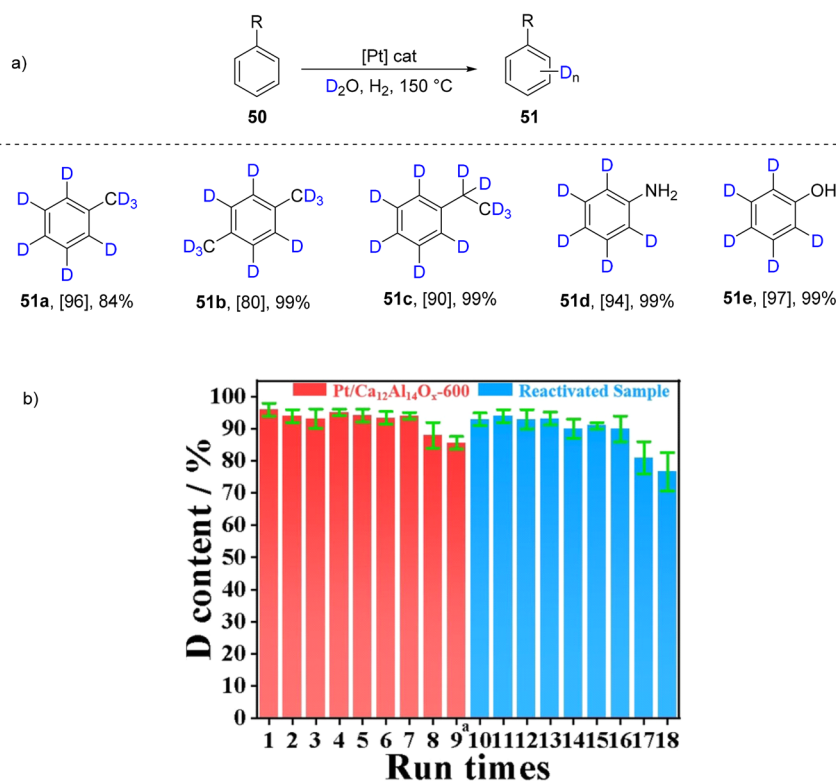 a)
R
50
[Pt] cat
D2O, H2, 150 °C
R
Dn
51
D
D
D
D
D
CD3
51a, [96], 84%
D
D
D
D
CD3
D3C
51b, [80], 99%
D
D
D
D
D
D
D
CD3
51c, [90], 99%
D
D
D
D
D
NH2
51d, [94], 99%
D
D
D
D
D
OH
51e, [97], 99%
b)
Pt/Ca12Al14Ox-600
Reactivated Sample
D content / %
100
90
80
70
60
50
40
30
20
10
0
1 2 3 4 5 6 7 8 9a 10 11 12 13 14 15 16 17 18
Run times